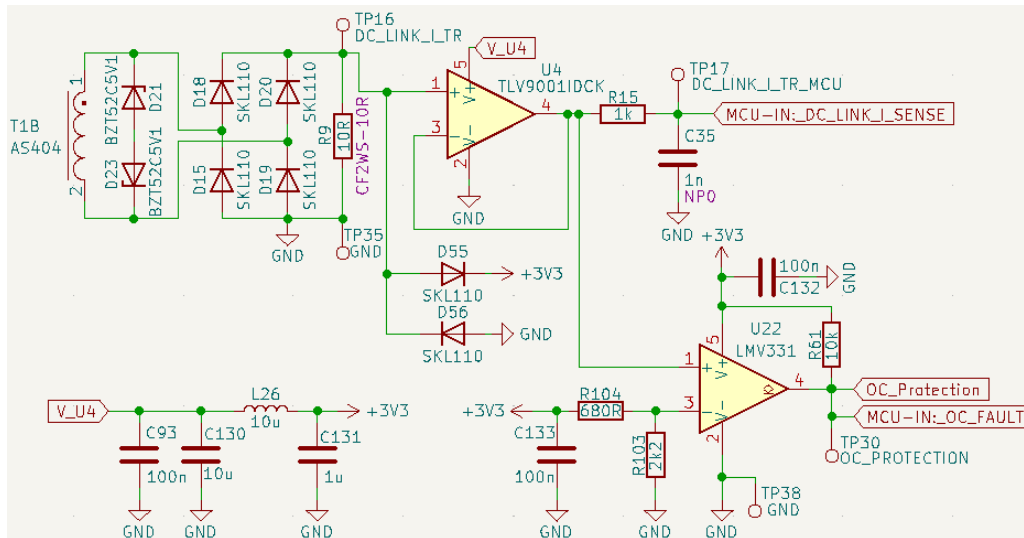 TP16
DC_LINK_I_TR
V_U4
U4
TLV9001IDCK
TP17
DC_LINK_I_TR_MCU
1
T1B
AS404
2
D21
BZT52C5V1
D23
BZT52C5V1
D18
SKL110
D20
SKL110
D15
SKL110
D19
SKL110
R9
10R
CF2WS-10R
1
3
5
2
4
+
-
V+
V-
GND
R15
1k
MCU-IN:_DC_LINK_I_SENSE
C35
1n
NP0
GND
GND
TP35
GND
D55
SKL110
+3V3
D56
SKL110
GND
+3V3
100n
C132
GND
U22
LMV331
R61
10k
1
3
5
2
4
+
-
V+
V-
OC_Protection
MCU-IN:_OC_FAULT
TP30
OC_PROTECTION
TP38
GND
GND
V_U4
L26
10u
+3V3
C93
100n
C130
10u
C131
1u
GND
GND
GND
+3V3
R104
680R
C133
100n
R103
2k2
GND
GND